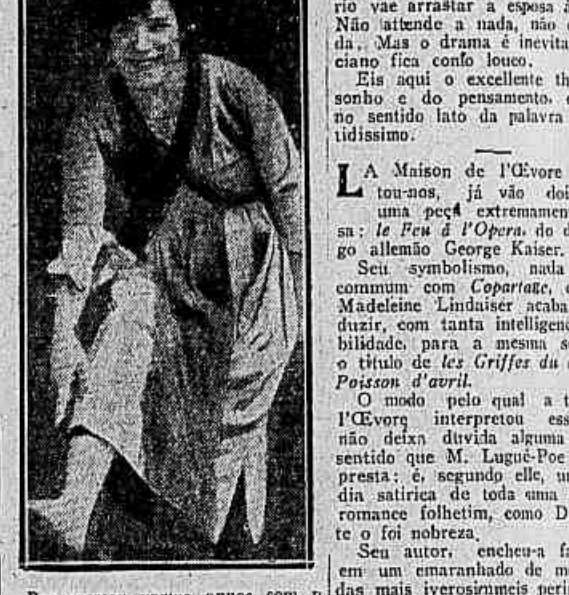 rio vae arrastar a esposa á
Não attende a nada, não
da. Mas o drama é inevita
ciano fica como louco.
Eis aqui o excellente th
sonho e do pensamento.
no sentido lato da palavra
tidissimo.
LA Maison de l'Œvore
tou-nos, já vão doi
uma peça extremamen
sa: le Feu á l'Opera. do d
go allemão George Kaiser.
Seu symbolismo, nada
commum com Copartage,
Madeleine Lindaiser acaba
duzir, com tanta intelligenc
bilidade, para a mesma s
o titulo de les Griffes du
Poisson d'avril.
O modo pelo qual a t
l'Œvore interpretou ess
não deixa duvida alguma
sentido que M. Lugué-Poe
presta: é, segundo elle, u
dia satirica de toda uma
romance folhetim, como D
te o foi nobreza.
Seu autor, encheu-a f
em um emaranhado de m
das mais iverosimmeis peri